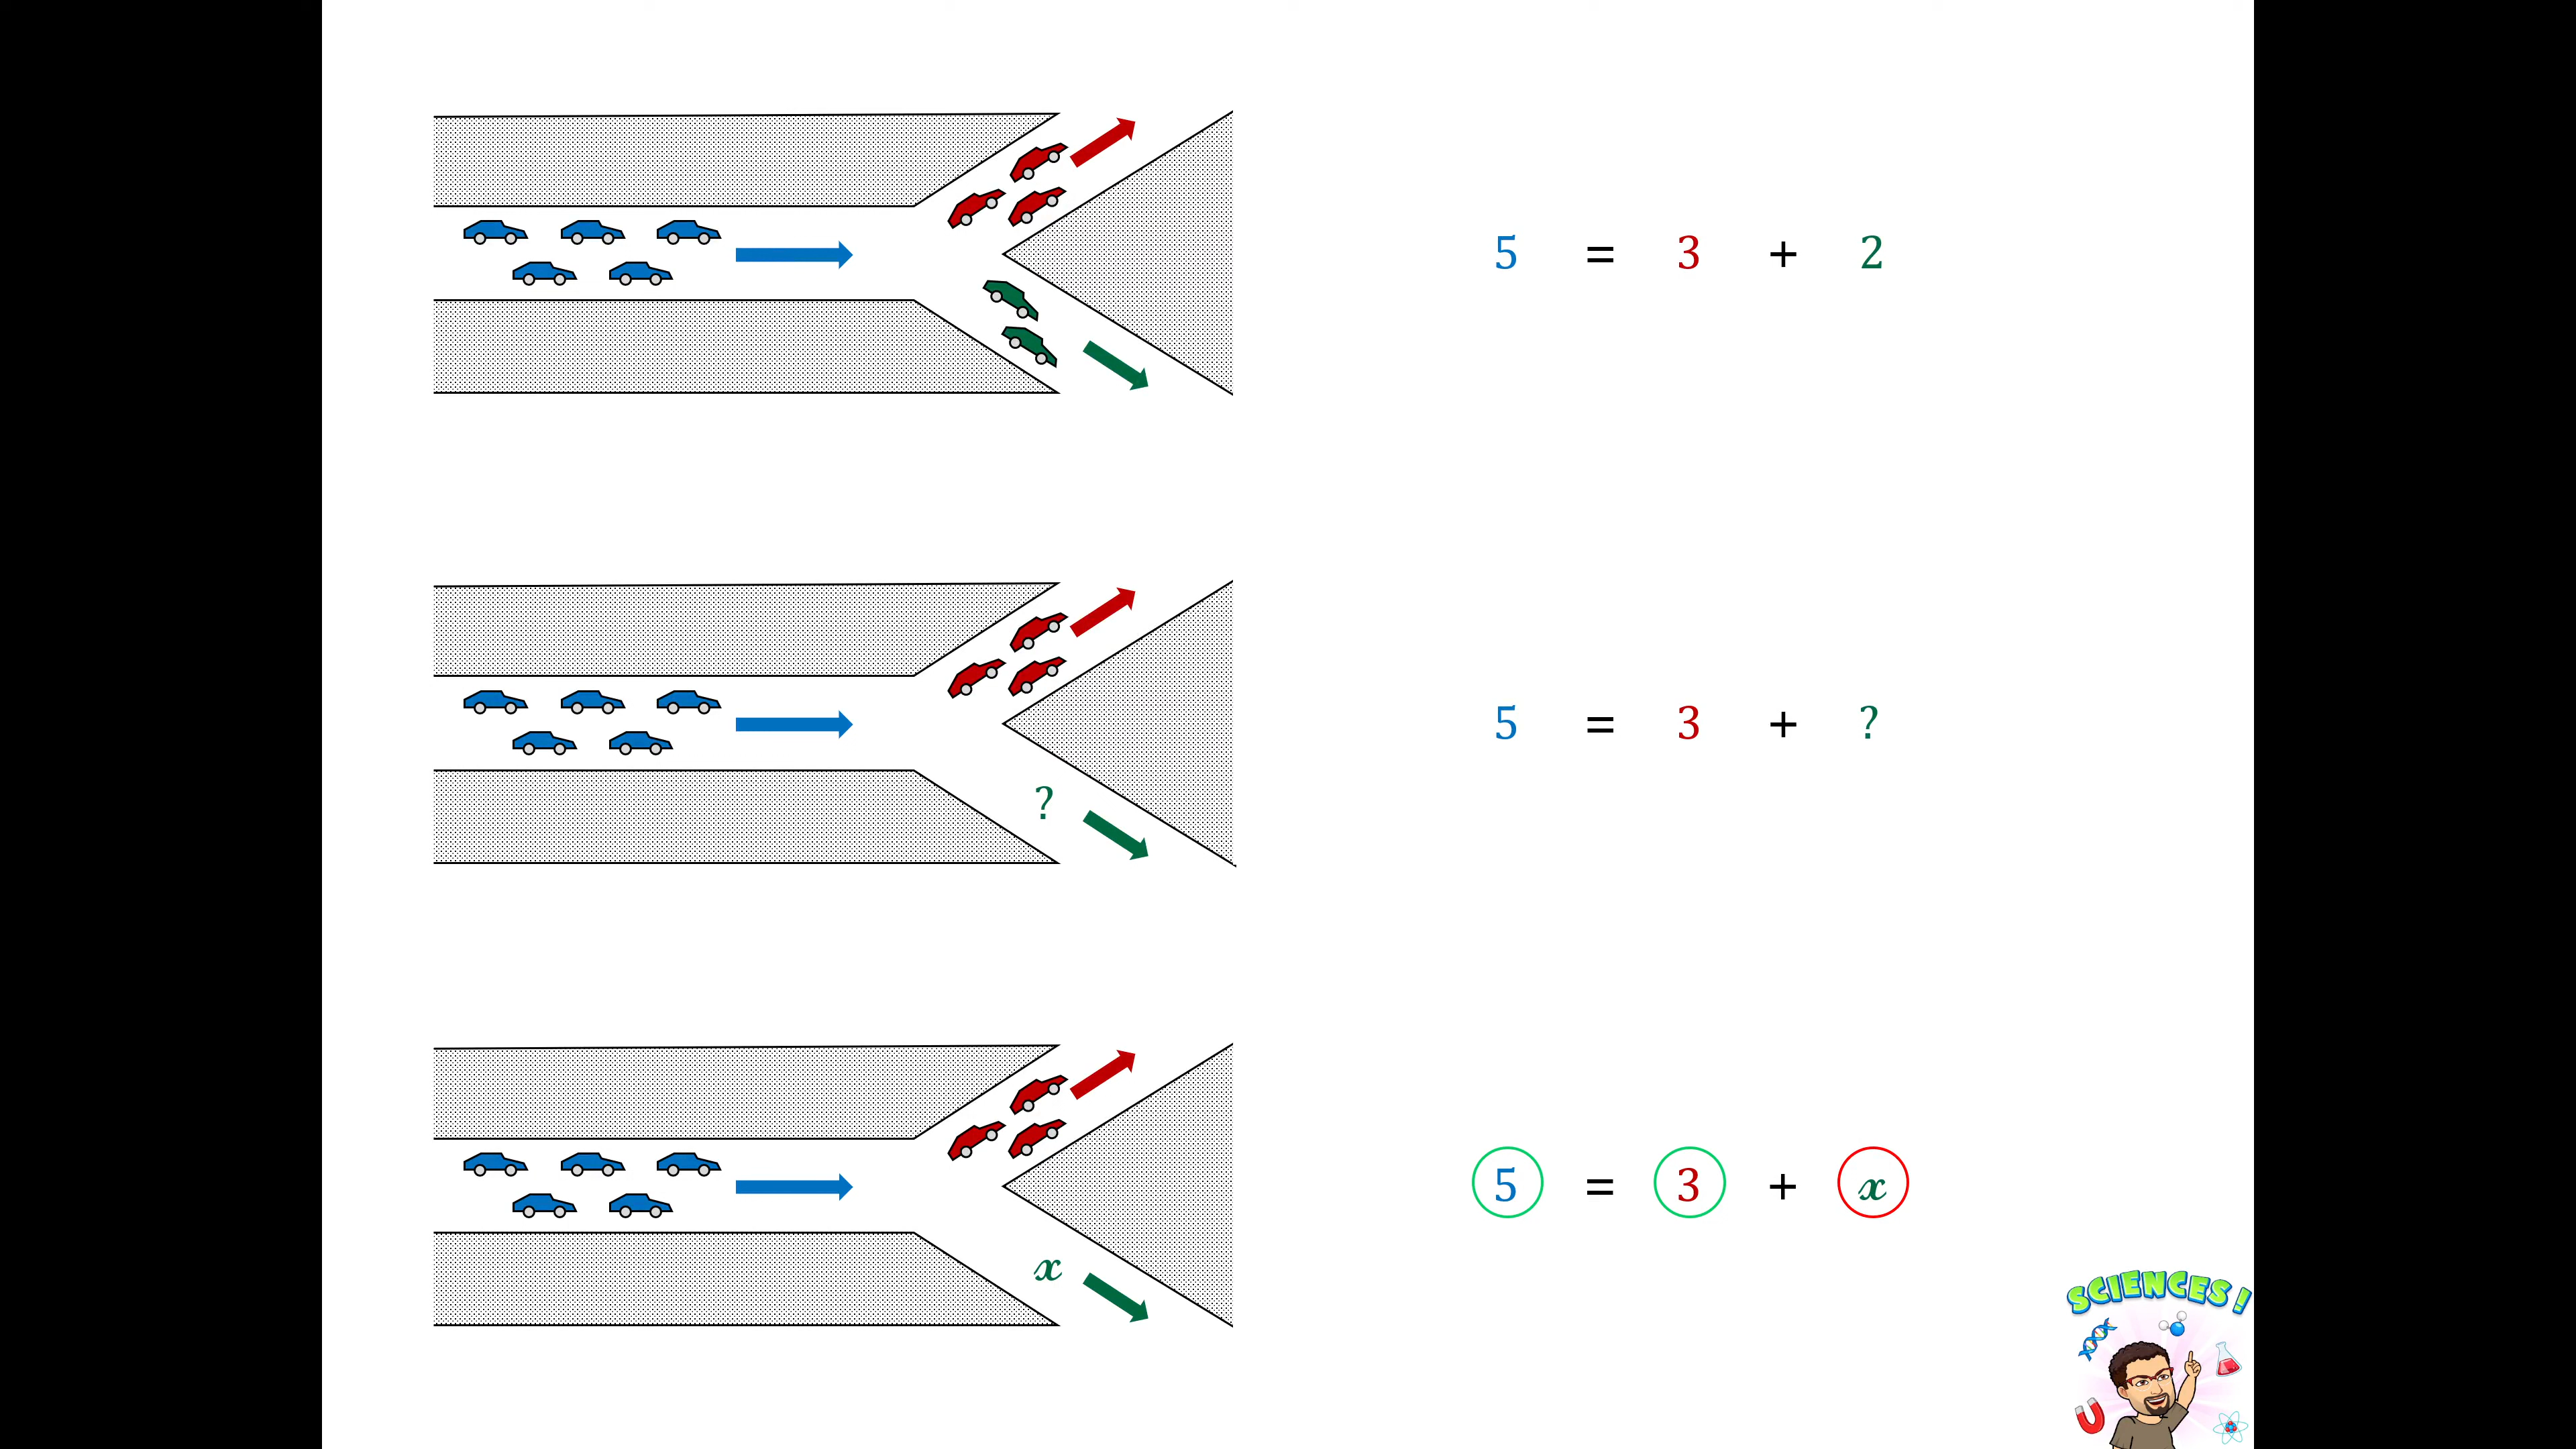 5 = 3 + 2
5 = 3 + ?
?
5 = 3 + x
x
SCIENCES !